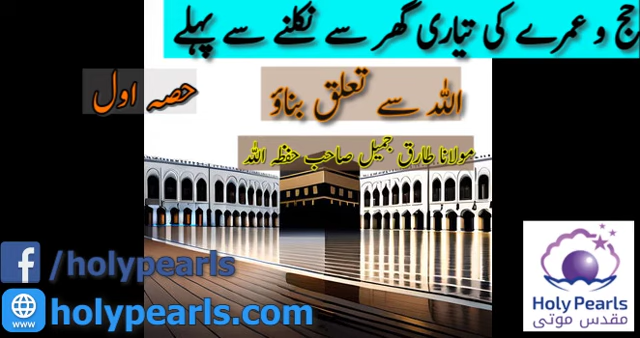 حج و عمرے کی تیاری گھر سے نکلنے سے پہلے
اللہ سے تعلق بناؤ
حصہ اول
مولانا طارق جمیل صاحب حفظہ اللہ
/holypearls
holypearls.com
Holy Pearls
مقدس موتی